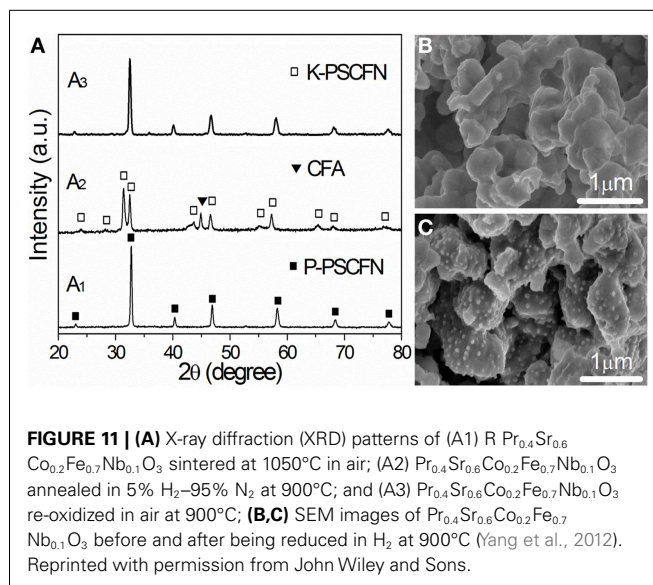 A
A3
□ K-PSCFN
A2
▼ CFA
A1
■ P-PSCFN
Intensity (a.u.)
20 30 40 50 60 70 80
2θ (degree)
B
1μm
C
1μm
FIGURE 11 | (A) X-ray diffraction (XRD) patterns of (A1) R Pr0.4Sr0.6
Co0.2Fe0.7Nb0.1O3 sintered at 1050°C in air; (A2) Pr0.4Sr0.6Co0.2Fe0.7Nb0.1O3
annealed in 5% H2–95% N2 at 900°C; and (A3) Pr0.4Sr0.6Co0.2Fe0.7Nb0.1O3
re-oxidized in air at 900°C; (B,C) SEM images of Pr0.4Sr0.6Co0.2Fe0.7
Nb0.1O3 before and after being reduced in H2 at 900°C (Yang et al., 2012).
Reprinted with permission from John Wiley and Sons.